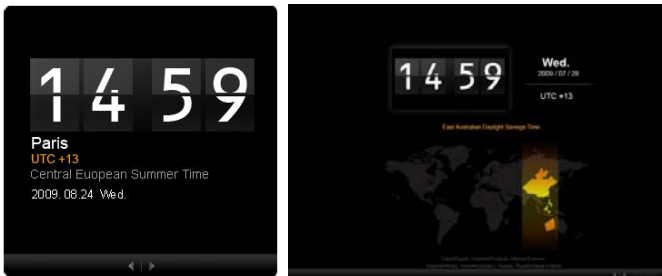 14 59
Paris
UTC +13
Central Euopean Summer Time
2009. 08.24 Wed.
14 59
Wed.
2009 / 07 / 28
UTC +13
East Australian Daylight Savings Time